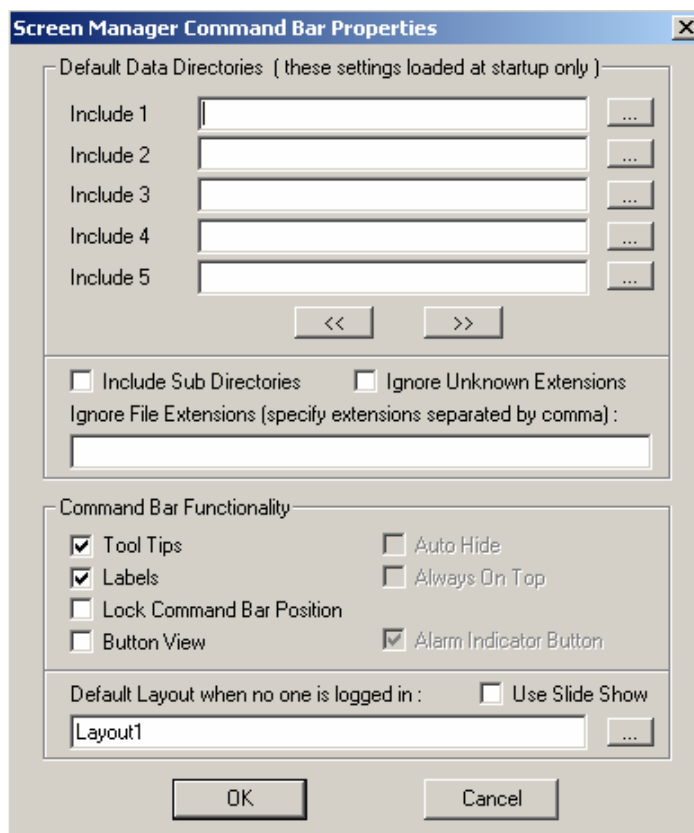 Screen Manager Command Bar Properties
Default Data Directories ( these settings loaded at startup only )
Include 1 ...
Include 2 ...
Include 3 ...
Include 4 ...
Include 5 ...
<< >>
Include Sub Directories Ignore Unknown Extensions
Ignore File Extensions (specify extensions separated by comma) :
Command Bar Functionality
Tool Tips Auto Hide
Labels Always On Top
Lock Command Bar Position
Button View Alarm Indicator Button
Default Layout when no one is logged in : Use Slide Show
Layout1 ...
OK Cancel